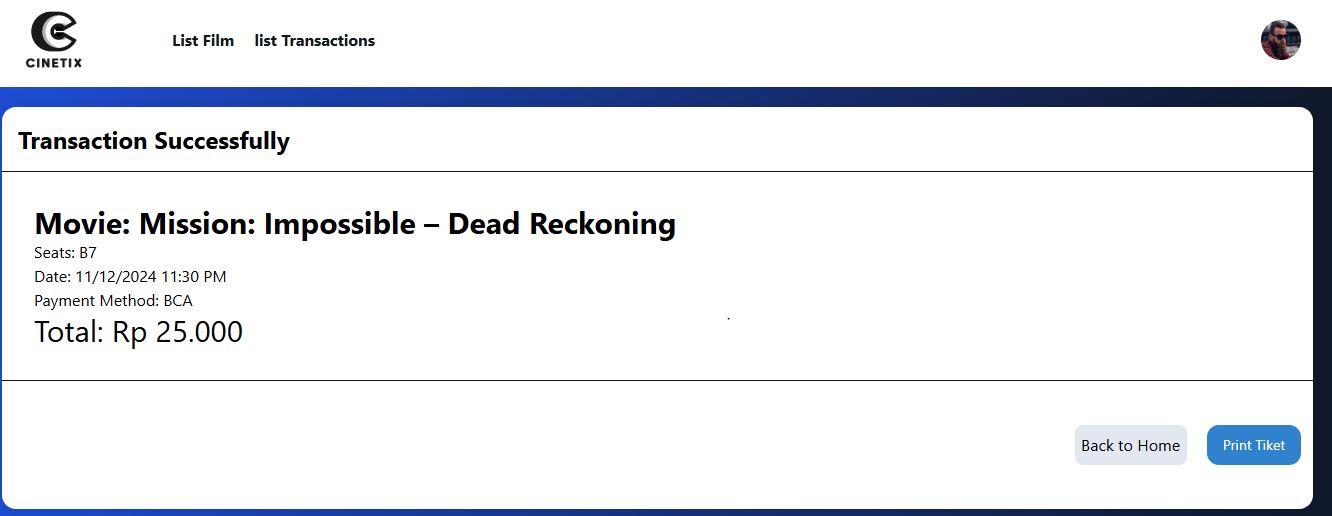 CINETIX
List Film
list Transactions
Transaction Successfully
Movie: Mission: Impossible – Dead Reckoning
Seats: B7
Date: 11/12/2024 11:30 PM
Payment Method: BCA
Total: Rp 25.000
Back to Home
Print Tiket